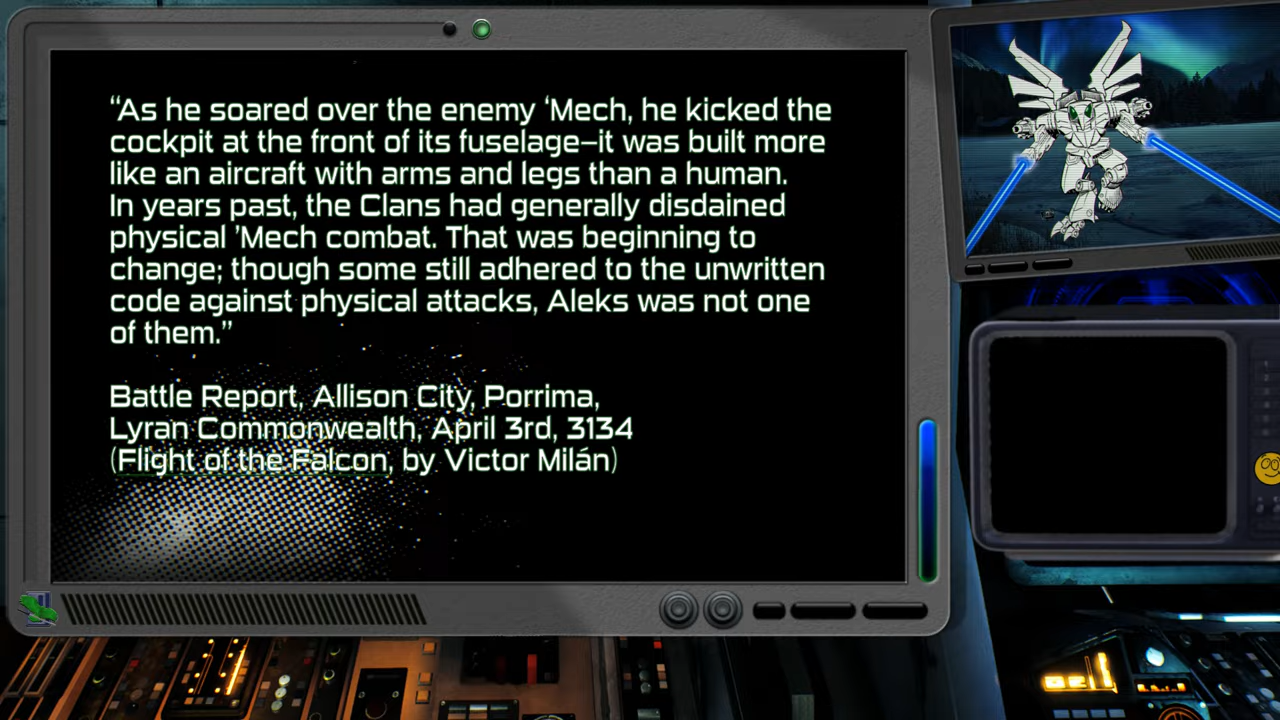 “As he soared over the enemy ‘Mech, he kicked the
cockpit at the front of its fuselage–it was built more
like an aircraft with arms and legs than a human.
In years past, the Clans had generally disdained
physical ’Mech combat. That was beginning to
change; though some still adhered to the unwritten
code against physical attacks, Aleks was not one
of them.”
Battle Report, Allison City, Porrima,
Lyran Commonwealth, April 3rd, 3134
(Flight of the Falcon, by Victor Milán)